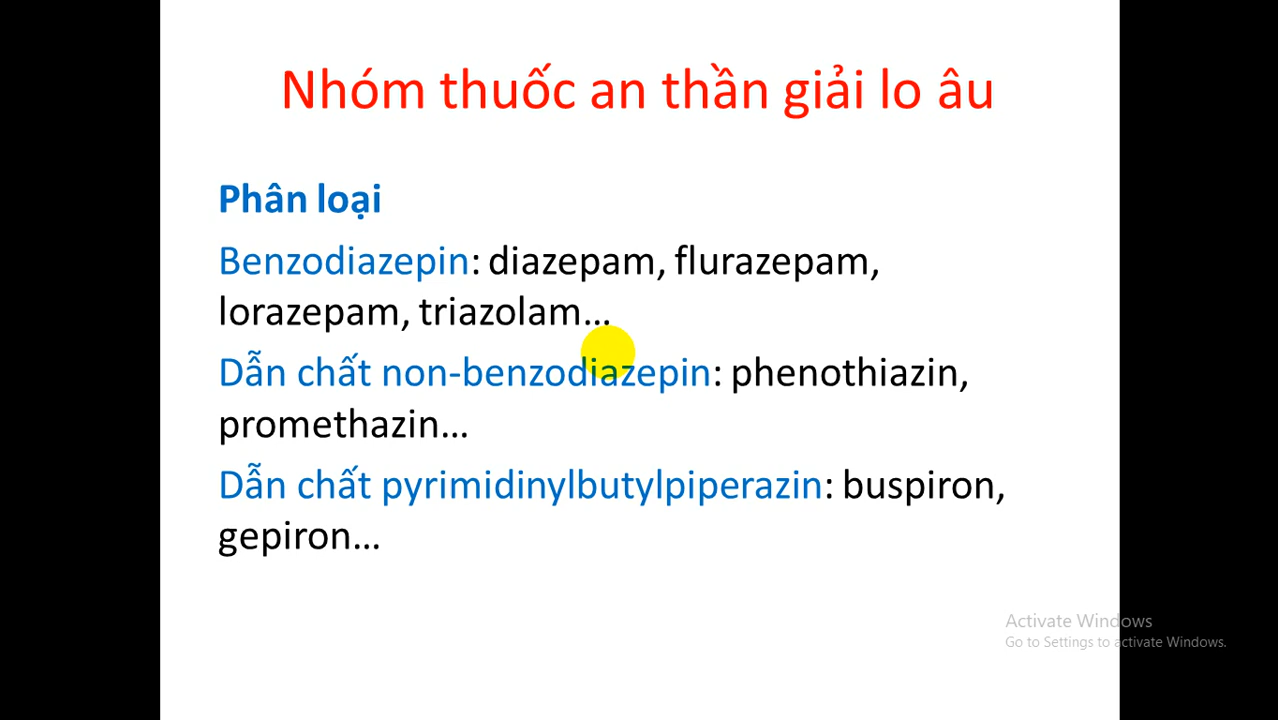 Nhóm thuốc an thần giải lo âu
Phân loại
Benzodiazepin: diazepam, flurazepam,
lorazepam, triazolam...
Dẫn chất non-benzodiazepin: phenothiazin,
promethazin...
Dẫn chất pyrimidinylbutylpiperazin: buspiron,
gepiron...
Activate Windows
Go to Settings to activate Windows.